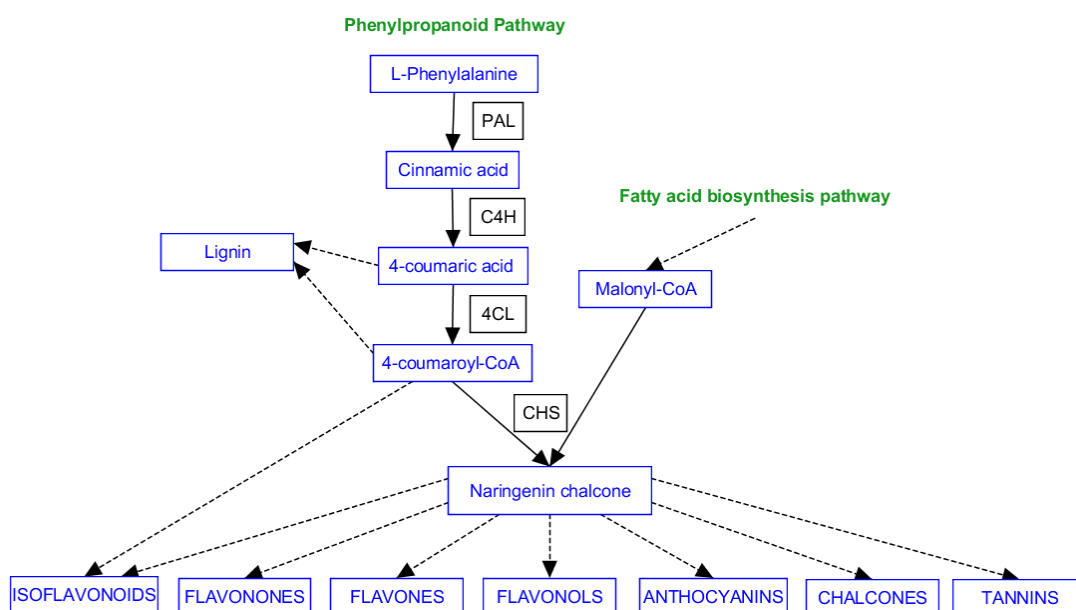 Phenylpropanoid Pathway
L-Phenylalanine
PAL
Cinnamic acid
Fatty acid biosynthesis pathway
C4H
Lignin
4-coumaric acid
Malonyl-CoA
4CL
4-coumaroyl-CoA
CHS
Naringenin chalcone
ISOFLAVONOIDS
FLAVONONES
FLAVONES
FLAVONOLS
ANTHOCYANINS
CHALCONES
TANNINS